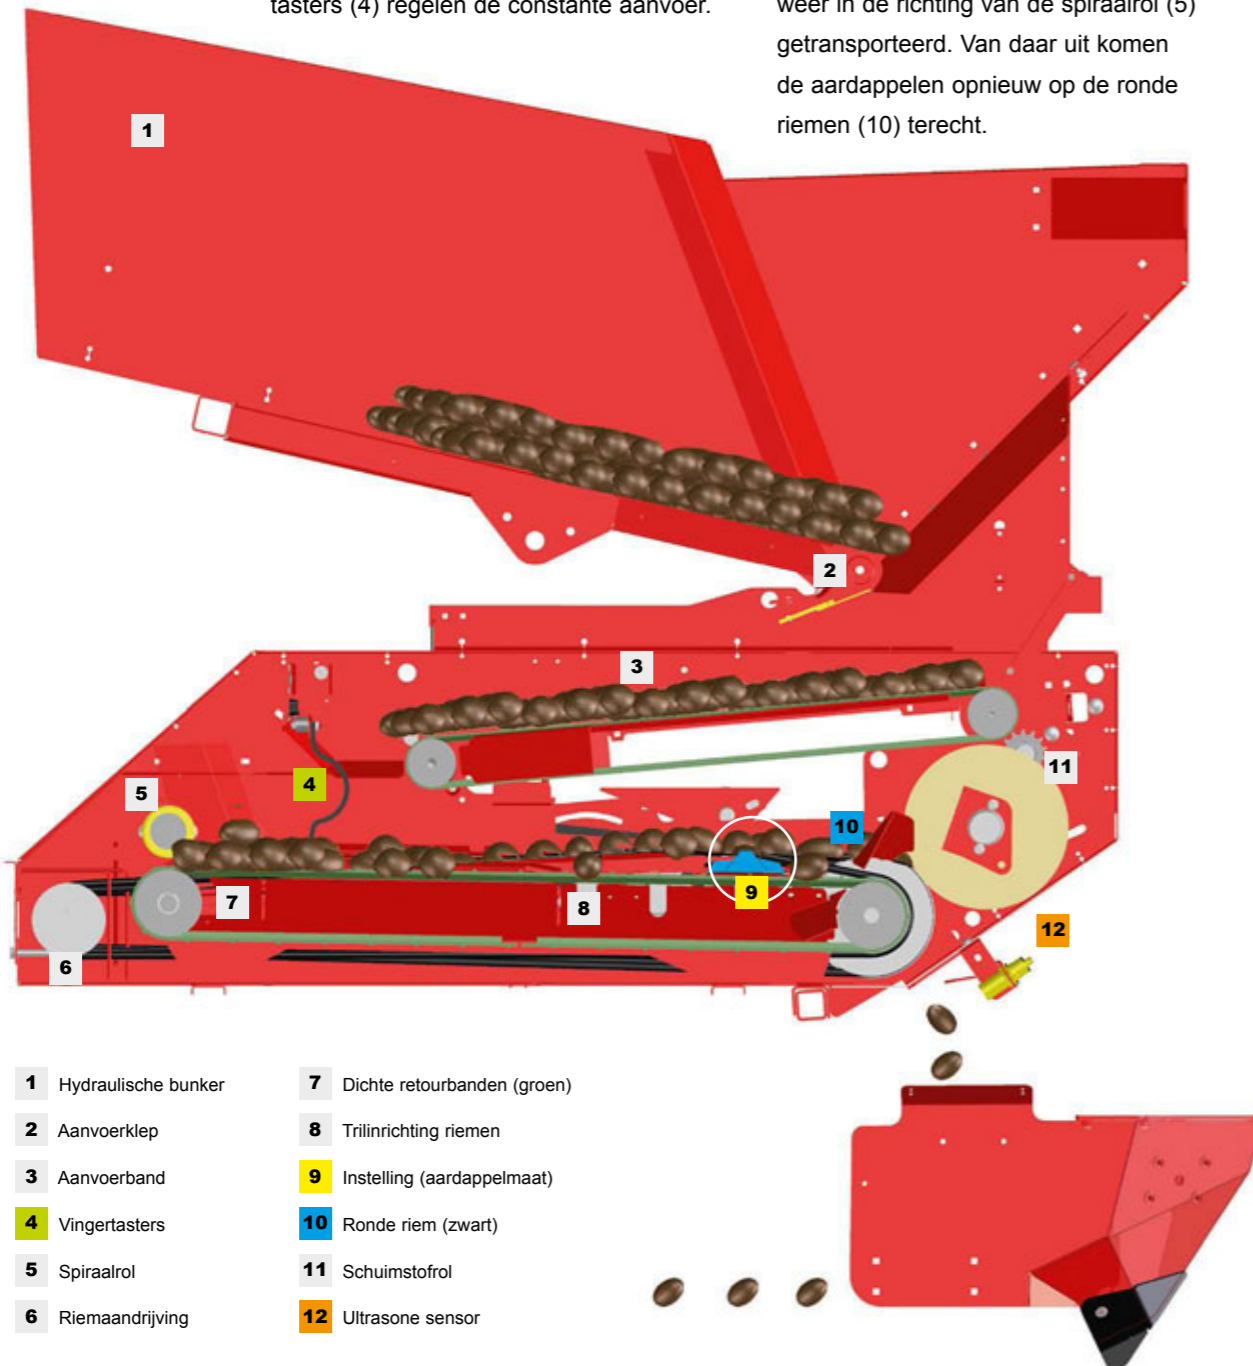 tasters (4) regelen de constante aanvoer.
weer in de richting van de spiraalrol (5)
getransporteerd. Van daar uit komen
de aardappelen opnieuw op de ronde
riemen (10) terecht.
1
2
3
4
5
10
11
9
7
8
12
6
1 Hydraulische bunker
2 Aanvoerklep
3 Aanvoerband
4 Vingertasters
5 Spiraalrol
6 Riemaandrijving
7 Dichte retourbanden (groen)
8 Trilinrichting riemen
9 Instelling (aardappelmaat)
10 Ronde riem (zwart)
11 Schuimstofrol
12 Ultrasone sensor